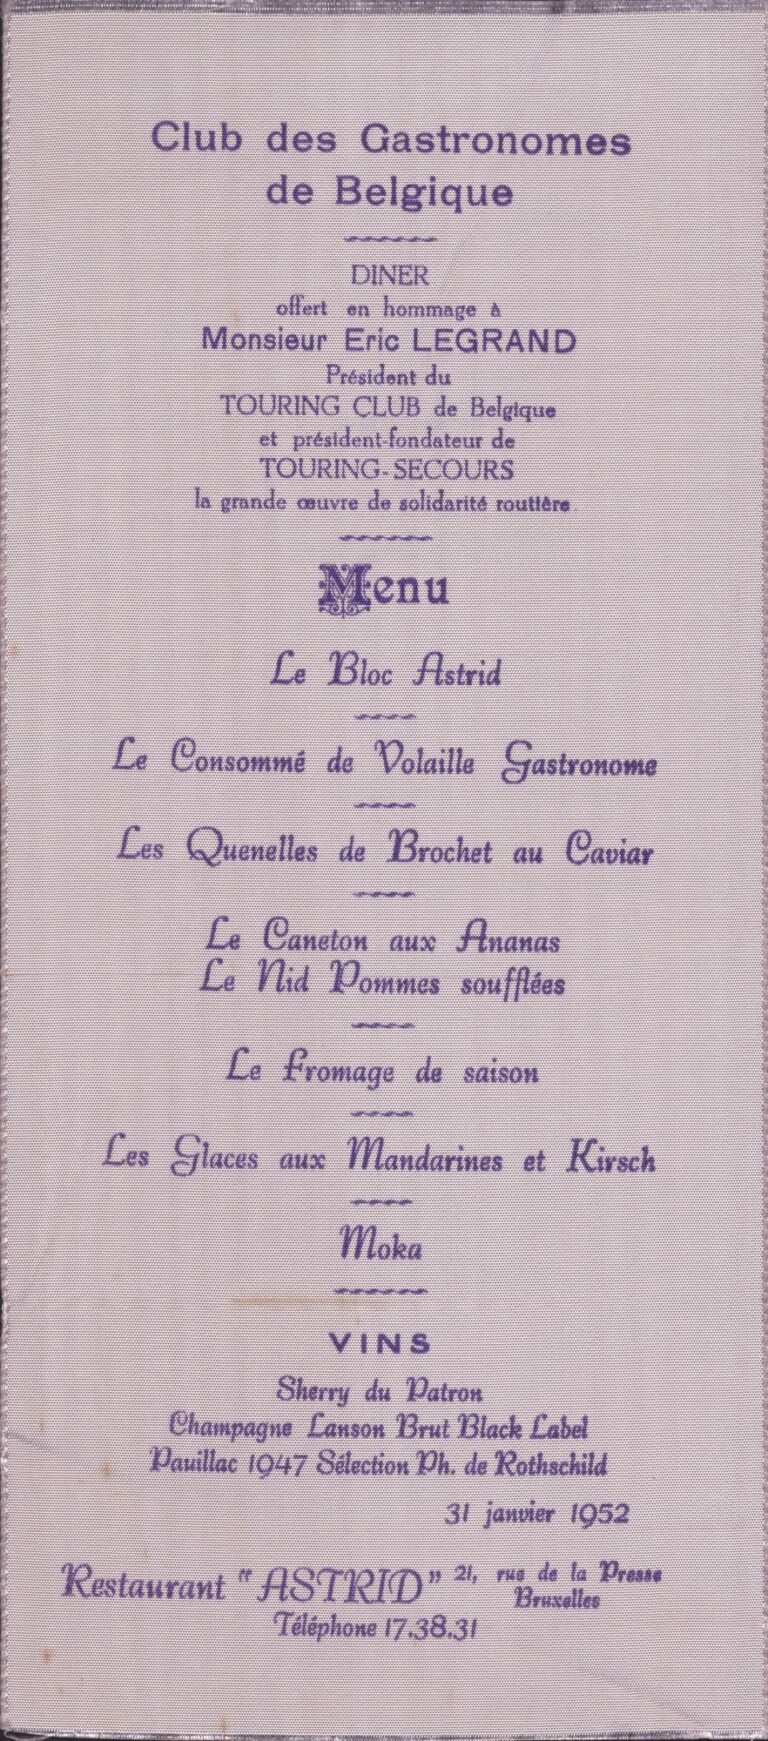 Club des Gastronomes
de Belgique
DINER
offert en hommage à
Monsieur Eric LEGRAND
Président du
TOURING CLUB de Belgique
et président-fondateur de
TOURING-SECOURS
la grande œuvre de solidarité routière.
Menu
Le Bloc Astrid
Le Consommé de Volaille Gastronome
Les Quenelles de Brochet au Caviar
Le Caneton aux Ananas
Le Nid Pommes soufflées
Le Fromage de saison
Les Glaces aux Mandarines et Kirsch
Moka
VINS
Sherry du Patron
Champagne Lanson Brut Black Label
Pauillac 1947 Sélection Ph. de Rothschild
31 janvier 1952
Restaurant "ASTRID" 21, rue de la Presse
Bruxelles
Téléphone 17.38.31